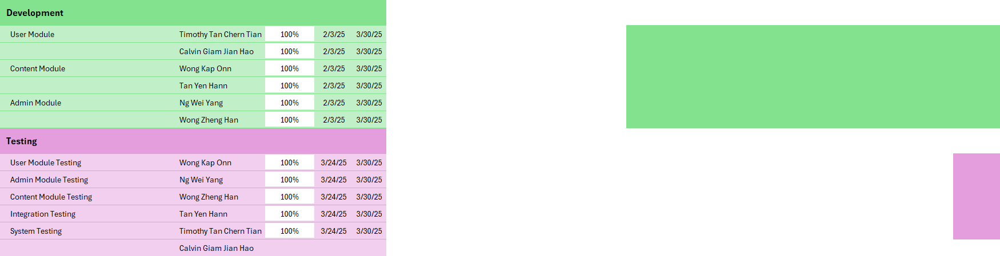 Development
User Module Timothy Tan Chern Tian 100% 2/3/25 3/30/25
Calvin Giam Jian Hao 100% 2/3/25 3/30/25
Content Module Wong Kap Onn 100% 2/3/25 3/30/25
Tan Yen Hann 100% 2/3/25 3/30/25
Admin Module Ng Wei Yang 100% 2/3/25 3/30/25
Wong Zheng Han 100% 2/3/25 3/30/25
Testing
User Module Testing Wong Kap Onn 100% 3/24/25 3/30/25
Admin Module Testing Ng Wei Yang 100% 3/24/25 3/30/25
Content Module Testing Wong Zheng Han 100% 3/24/25 3/30/25
Integration Testing Tan Yen Hann 100% 3/24/25 3/30/25
System Testing Timothy Tan Chern Tian 100% 3/24/25 3/30/25
Calvin Giam Jian Hao